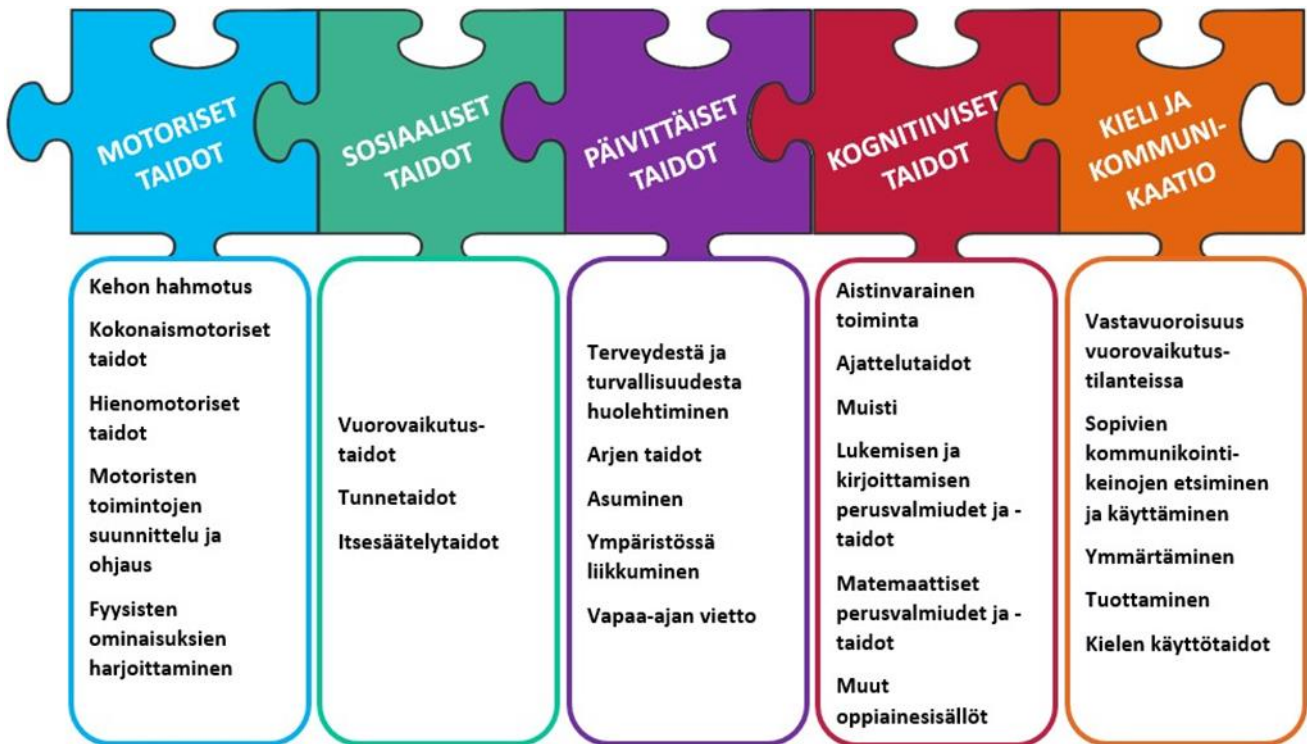 MOTORISET
TAIDOT
SOSIAALISET
TAIDOT
PÄIVITTÄISET
TAIDOT
KOGNITIIVISET
TAIDOT
KIELI JA
KOMMUNI-
KAATIO
Kehon hahmotus
Kokonaismotoriset
taidot
Hienomotoriset
taidot
Motoristen
toimintojen
suunnittelu ja
ohjaus
Fyysisten
ominaisuksien
harjoittaminen
Vuorovaikutus-
taidot
Tunnetaidot
Itsesäätelytaidot
Terveydestä ja
turvallisuudesta
huolehtiminen
Arjen taidot
Asuminen
Ympäristössä
liikkuminen
Vapaa-ajan vietto
Aistinvarainen
toiminta
Ajattelutaidot
Muisti
Lukemisen ja
kirjoittamisen
perusvalmiudet ja -
taidot
Matemaattiset
perusvalmiudet ja -
taidot
Muut
oppiainesisällöt
Vastavuoroisuus
vuorovaikutus-
tilanteissa
Sopivien
kommunikointi-
keinojen etsiminen
ja käyttäminen
Ymmärtäminen
Tuottaminen
Kielen käyttötaidot